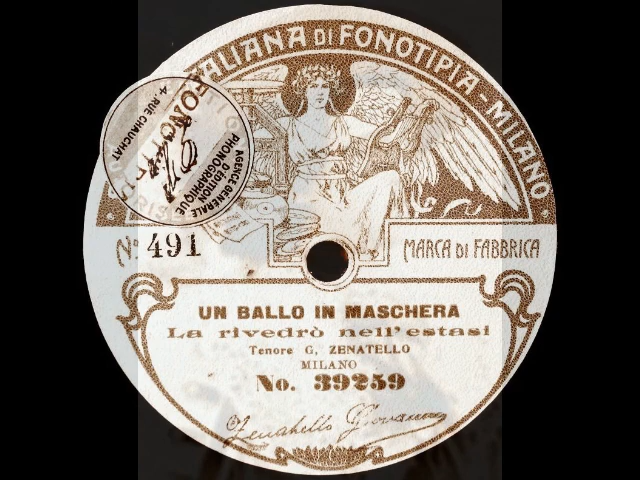 ALIANA DI FONOTIPIA - MILANO
4, RUE CHAUCHAT
AGENCE GENERALE
D'EDITION
PHONOGRAPHIQUE
No 491
MARCA DI FABBRICA
UN BALLO IN MASCHERA
La rivedrò nell'estasi
Tenore G. ZENATELLO
MILANO
No. 39259
Zenatello Giovanni